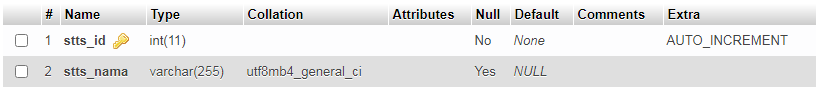 # Name Type Collation Attributes Null Default Comments Extra
1 stts_id int(11) No None AUTO_INCREMENT
2 stts_nama varchar(255) utf8mb4_general_ci Yes NULL